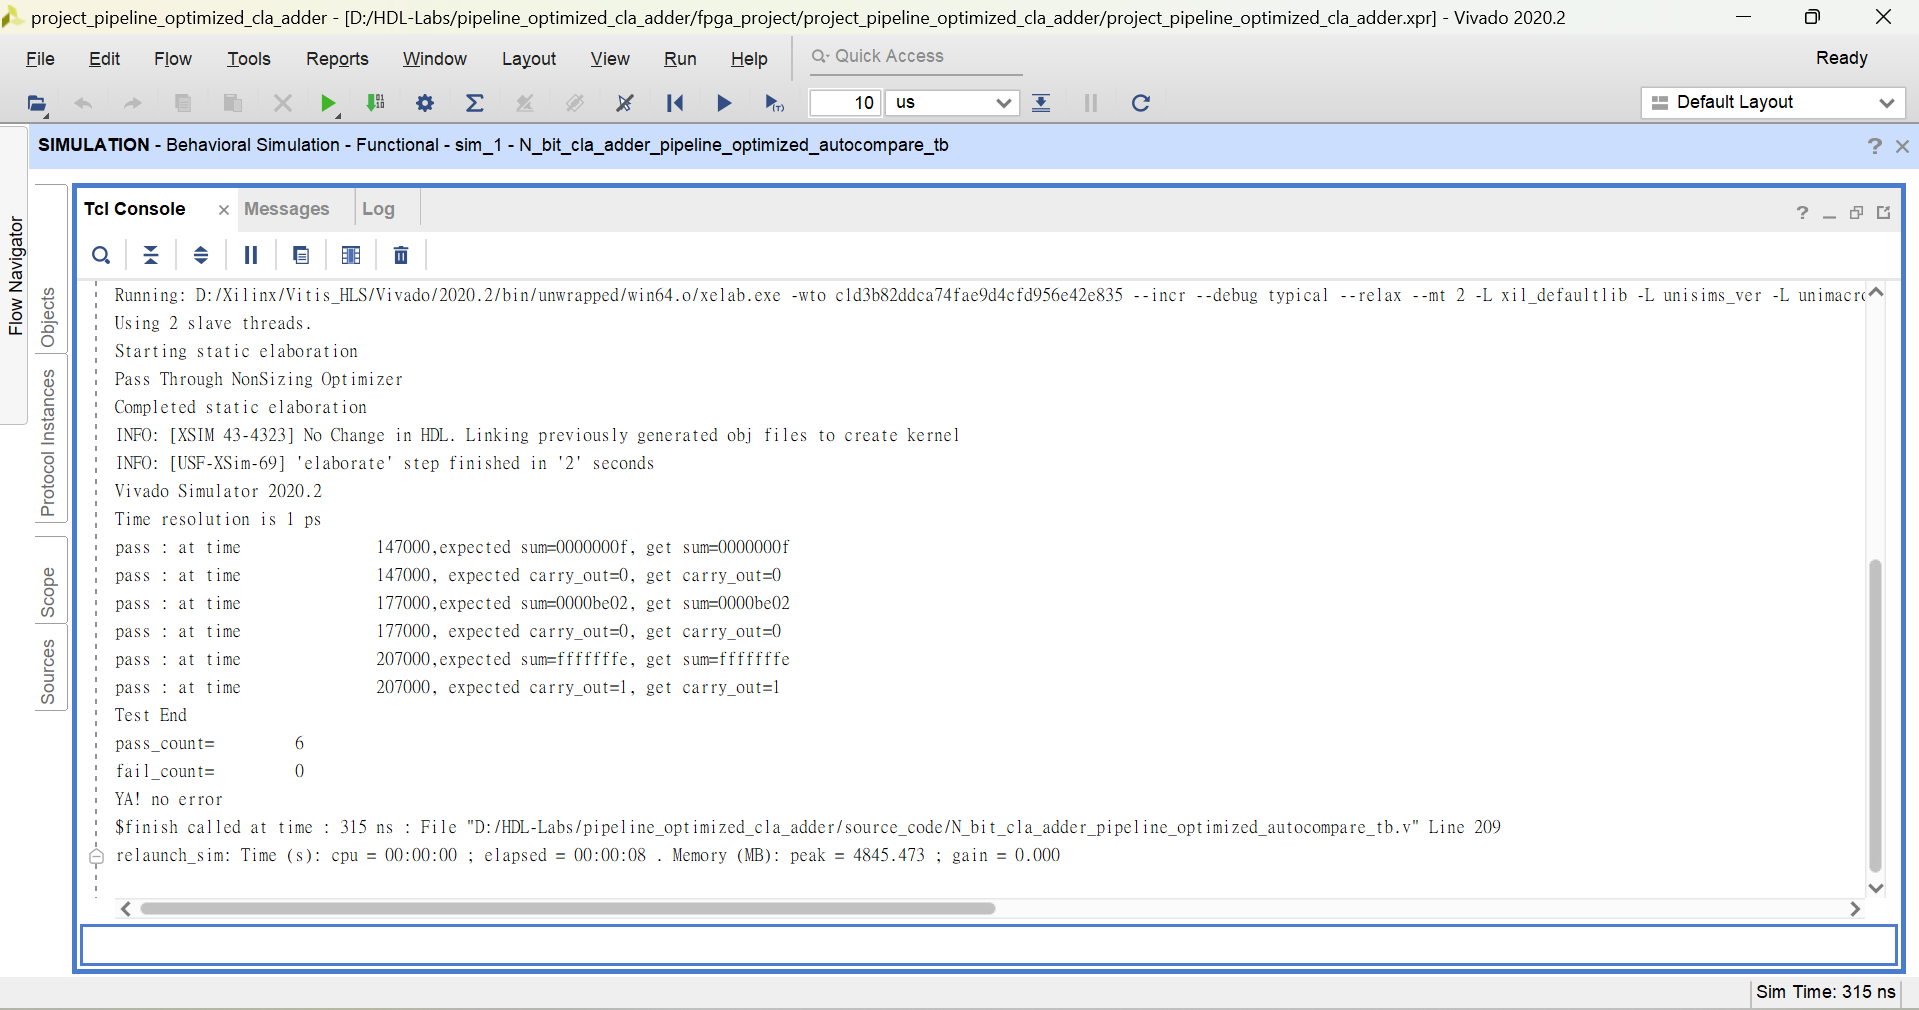 project_pipeline_optimized_cla_adder - [D:/HDL-Labs/pipeline_optimized_cla_adder/fpga_project/project_pipeline_optimized_cla_adder/project_pipeline_optimized_cla_adder.xpr] - Vivado 2020.2
File Edit Flow Tools Reports Window Layout View Run Help Quick Access Ready
10 us Default Layout
SIMULATION - Behavioral Simulation - Functional - sim_1 - N_bit_cla_adder_pipeline_optimized_autocompare_tb
Flow Navigator
Objects
Protocol Instances
Scope
Sources
Tcl Console Messages Log
Running: D:/Xilinx/Vitis_HLS/Vivado/2020.2/bin/unwrapped/win64.o/xelab.exe -wto c1d3b82ddca74fae9d4cfd956e42e835 --incr --debug typical --relax --mt 2 -L xil_defaultlib -L unisims_ver -L unimacro
Using 2 slave threads.
Starting static elaboration
Pass Through NonSizing Optimizer
Completed static elaboration
INFO: [XSIM 43-4323] No Change in HDL. Linking previously generated obj files to create kernel
INFO: [USF-XSim-69] 'elaborate' step finished in '2' seconds
Vivado Simulator 2020.2
Time resolution is 1 ps
pass : at time 147000,expected sum=0000000f, get sum=0000000f
pass : at time 147000, expected carry_out=0, get carry_out=0
pass : at time 177000,expected sum=0000be02, get sum=0000be02
pass : at time 177000, expected carry_out=0, get carry_out=0
pass : at time 207000,expected sum=fffffffe, get sum=fffffffe
pass : at time 207000, expected carry_out=1, get carry_out=1
Test End
pass_count= 6
fail_count= 0
YA! no error
$finish called at time : 315 ns : File "D:/HDL-Labs/pipeline_optimized_cla_adder/source_code/N_bit_cla_adder_pipeline_optimized_autocompare_tb.v" Line 209
relaunch_sim: Time (s): cpu = 00:00:00 ; elapsed = 00:00:08 . Memory (MB): peak = 4845.473 ; gain = 0.000
Sim Time: 315 ns